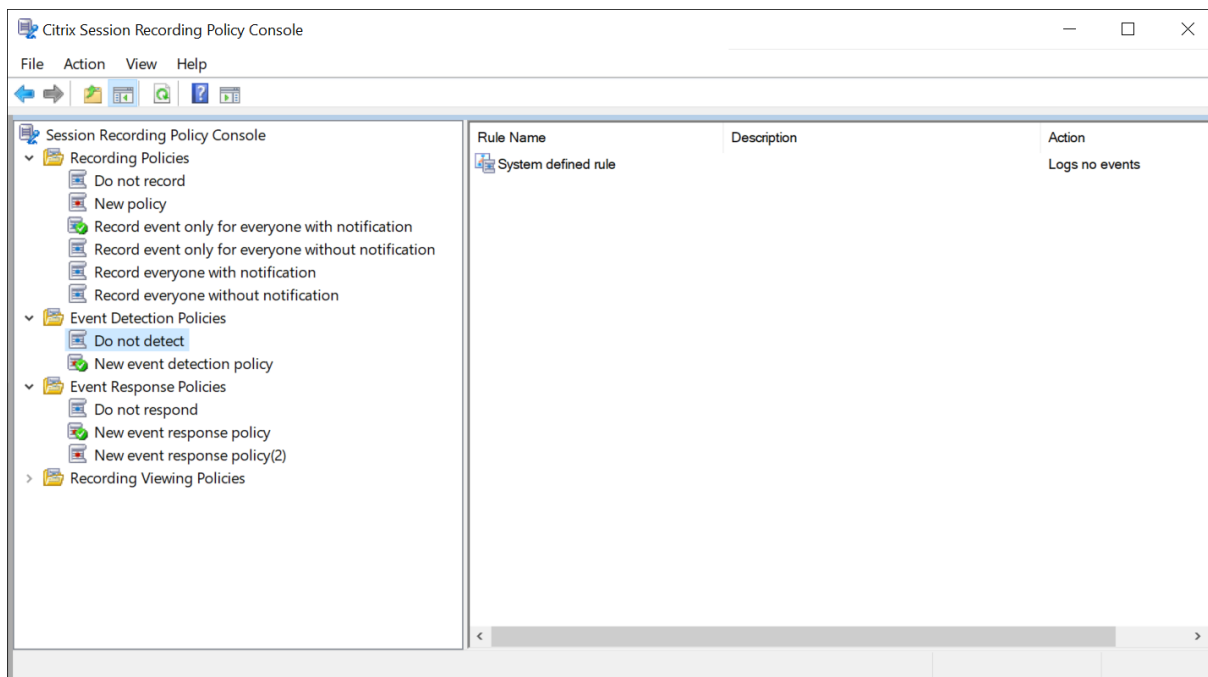 Citrix Session Recording Policy Console
File Action View Help
Session Recording Policy Console
Recording Policies
Do not record
New policy
Record event only for everyone with notification
Record event only for everyone without notification
Record everyone with notification
Record everyone without notification
Event Detection Policies
Do not detect
New event detection policy
Event Response Policies
Do not respond
New event response policy
New event response policy(2)
Recording Viewing Policies
Rule Name Description Action
System defined rule Logs no events